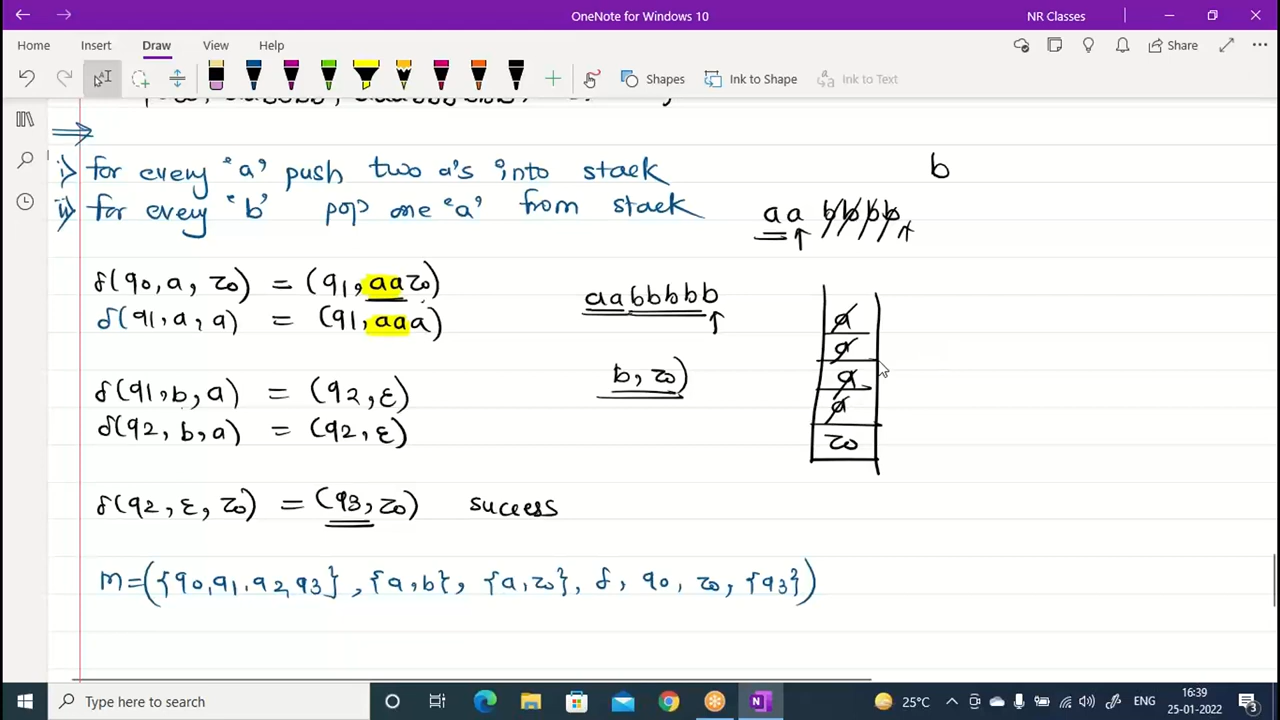 OneNote for Windows 10
NR Classes
Home Insert Draw View Help
Share
Shapes
Ink to Shape
Ink to Text
i) for every 'a' push two a's into stack
ii) for every 'b' pop one 'a' from stack
b
aabbbb
δ(q0, a, z0) = (q1, aaz0)
δ(q1, a, a) = (q1, aaa)
aabbbbb
b, z0)
δ(q1, b, a) = (q2, ε)
δ(q2, b, a) = (q2, ε)
a
a
a
a
z0
δ(q2, ε, z0) = (q3, z0) sucess
M = ({q0, q1, q2, q3}, {a, b}, {a, z0}, δ, q0, z0, {q3})
Type here to search
25°C
ENG
16:39
25-01-2022
3